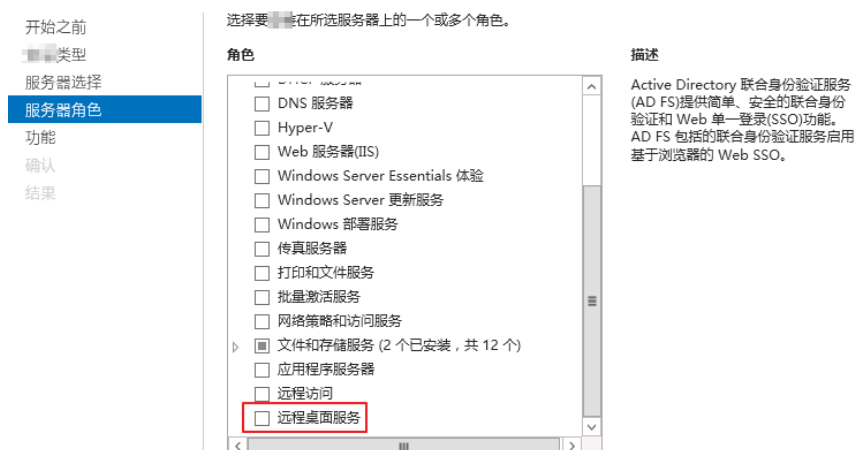 开始之前
类型
服务器选择
服务器角色
功能
确认
结果
选择要在所选服务器上的一个或多个角色。
角色
DNS 服务器
Hyper-V
Web 服务器(IIS)
Windows Server Essentials 体验
Windows Server 更新服务
Windows 部署服务
传真服务器
打印和文件服务
批量激活服务
网络策略和访问服务
文件和存储服务 (2 个已安装，共 12 个)
应用程序服务器
远程访问
远程桌面服务
描述
Active Directory 联合身份验证服务
(AD FS)提供简单、安全的联合身份
验证和 Web 单一登录(SSO)功能。
AD FS 包括的联合身份验证服务启用
基于浏览器的 Web SSO。